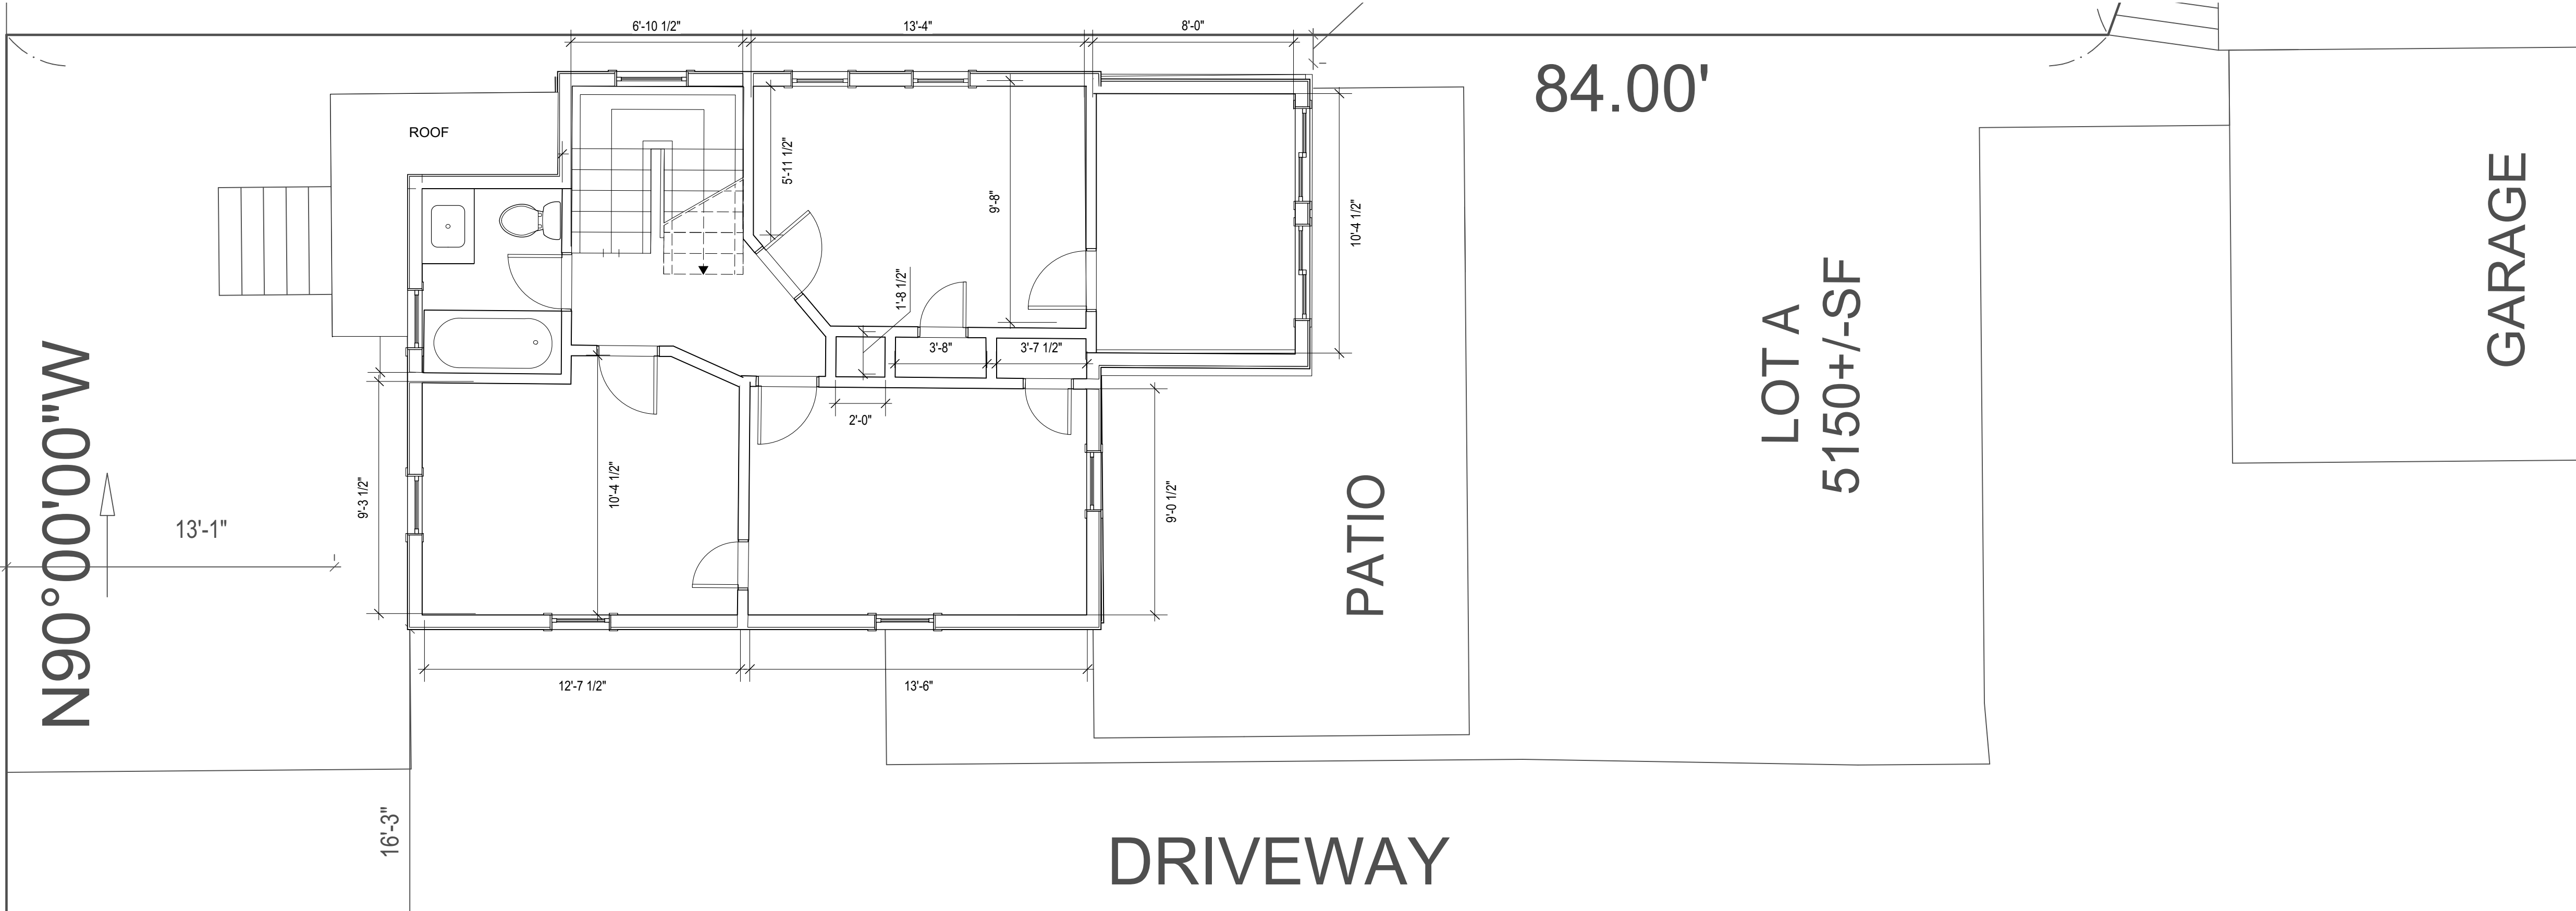 6'-10 1/2"
13'-4"
8'-0"
84.00'
ROOF
5'-11 1/2"
9'-8"
10'-4 1/2"
GARAGE
1'-8 1/2"
LOT A
5150+/-SF
3'-8"
3'-7 1/2"
N90°00'00"W
2'-0"
13'-1"
9'-3 1/2"
10'-4 1/2"
9'-0 1/2"
PATIO
12'-7 1/2"
13'-6"
16'-3"
DRIVEWAY